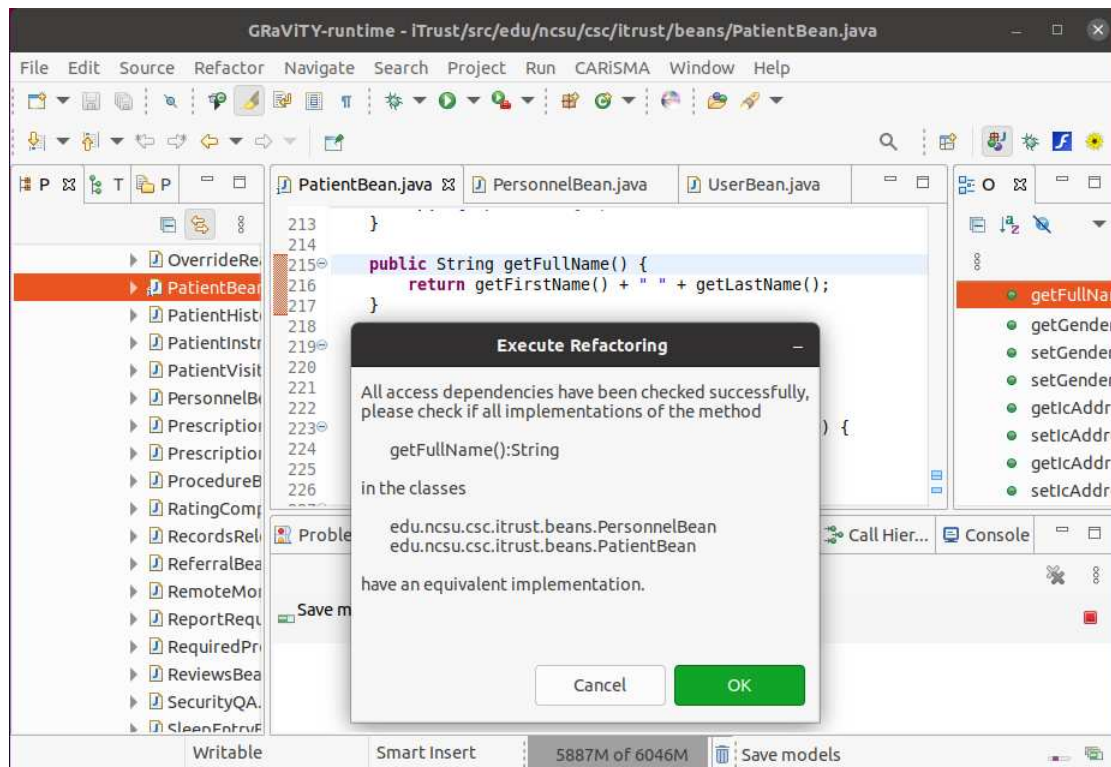 GRaViTY-runtime - iTrust/src/edu/ncsu/csc/itrust/beans/PatientBean.java
File Edit Source Refactor Navigate Search Project Run CARiSMA Window Help
P T P
PatientBean.java PersonnelBean.java UserBean.java
O
OverrideRe
PatientBear
PatientHist
PatientInstr
PatientVisit
PersonnelB
Prescription
Prescription
ProcedureB
RatingComp
RecordsRel
ReferralBea
RemoteMor
ReportRequ
RequiredPr
ReviewsBea
SecurityQA.
SleepEntryF
213 }
214
215 public String getFullName() {
216 return getFirstName() + " " + getLastName();
217 }
218
219
220
221
222
223 ) {
224
225
226
getFullNa
getGender
setGender
setGender
getIcAddr
setIcAddr
getIcAddr
setIcAddr
Execute Refactoring
All access dependencies have been checked successfully,
please check if all implementations of the method
getFullName():String
in the classes
edu.ncsu.csc.itrust.beans.PersonnelBean
edu.ncsu.csc.itrust.beans.PatientBean
have an equivalent implementation.
Cancel OK
Proble Call Hier... Console
Save m
Writable Smart Insert 5887M of 6046M Save models